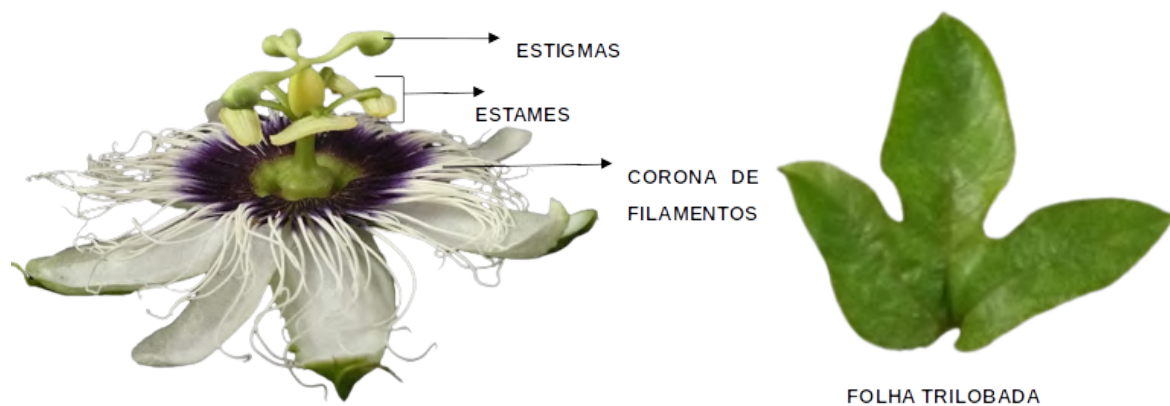 ESTIGMAS
ESTAMES
CORONA DE
FILAMENTOS
FOLHA TRILOBADA